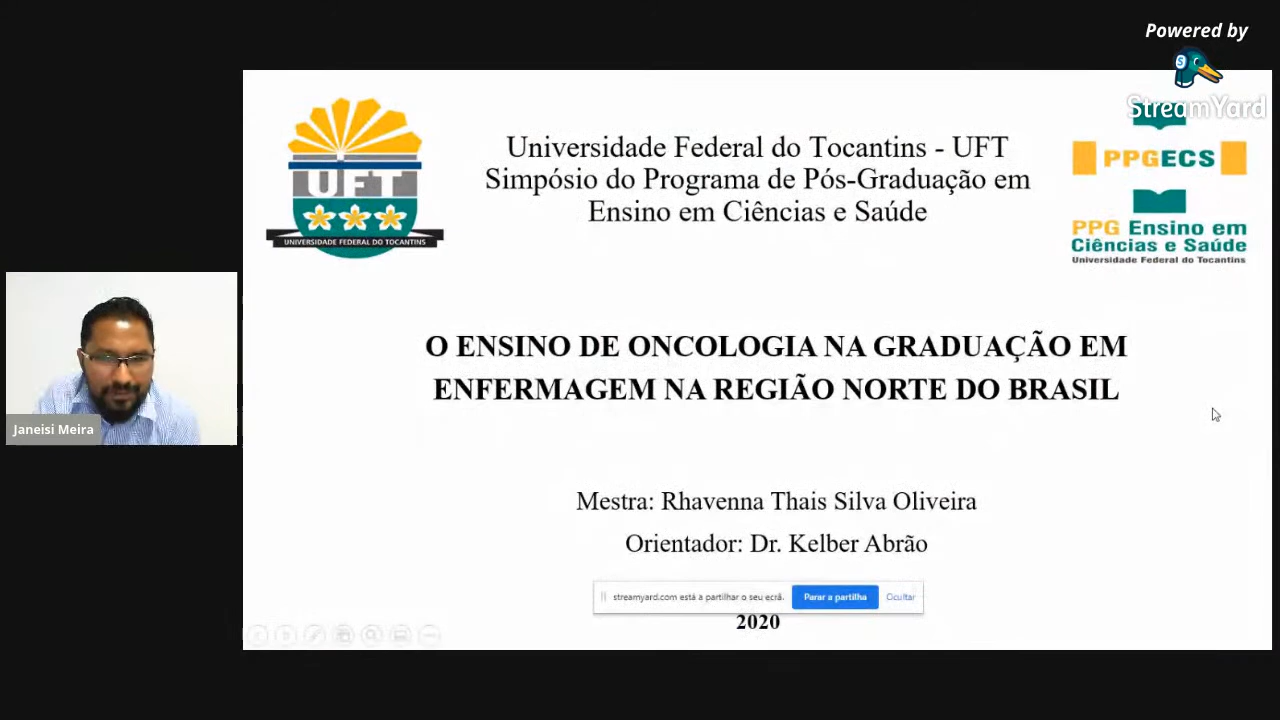 Powered by
StreamYard
UFT
UNIVERSIDADE FEDERAL DO TOCANTINS
Universidade Federal do Tocantins - UFT
Simpósio do Programa de Pós-Graduação em
Ensino em Ciências e Saúde
PPGECS
PPG Ensino em
Ciências e Saúde
Universidade Federal do Tocantins
O ENSINO DE ONCOLOGIA NA GRADUAÇÃO EM
ENFERMAGEM NA REGIÃO NORTE DO BRASIL
Janeisi Meira
Mestra: Rhavenna Thais Silva Oliveira
Orientador: Dr. Kelber Abrão
streamyard.com está a partilhar o seu ecrã. Parar a partilha Ocultar
2020